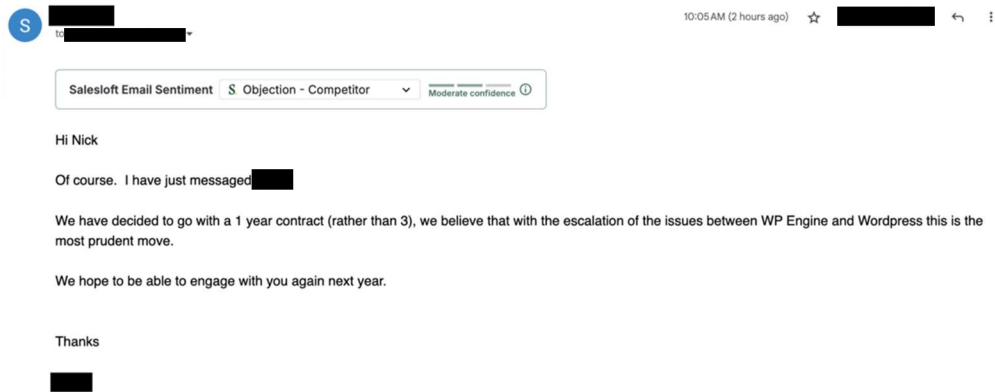 S
10:05 AM (2 hours ago)
to
Salesloft Email Sentiment S Objection - Competitor Moderate confidence
Hi Nick
Of course. I have just messaged
We have decided to go with a 1 year contract (rather than 3), we believe that with the escalation of the issues between WP Engine and Wordpress this is the
most prudent move.
We hope to be able to engage with you again next year.
Thanks